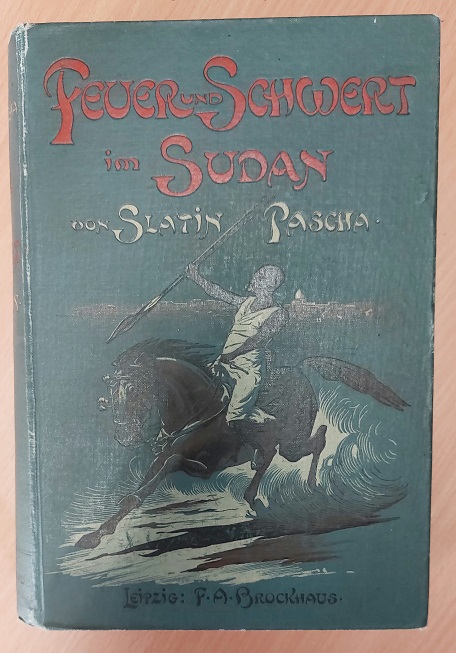 FEUER UND SCHWERT
im SUDAN
VON SLATIN PASCHA.
LEIPZIG: F. A. BROCKHAUS.